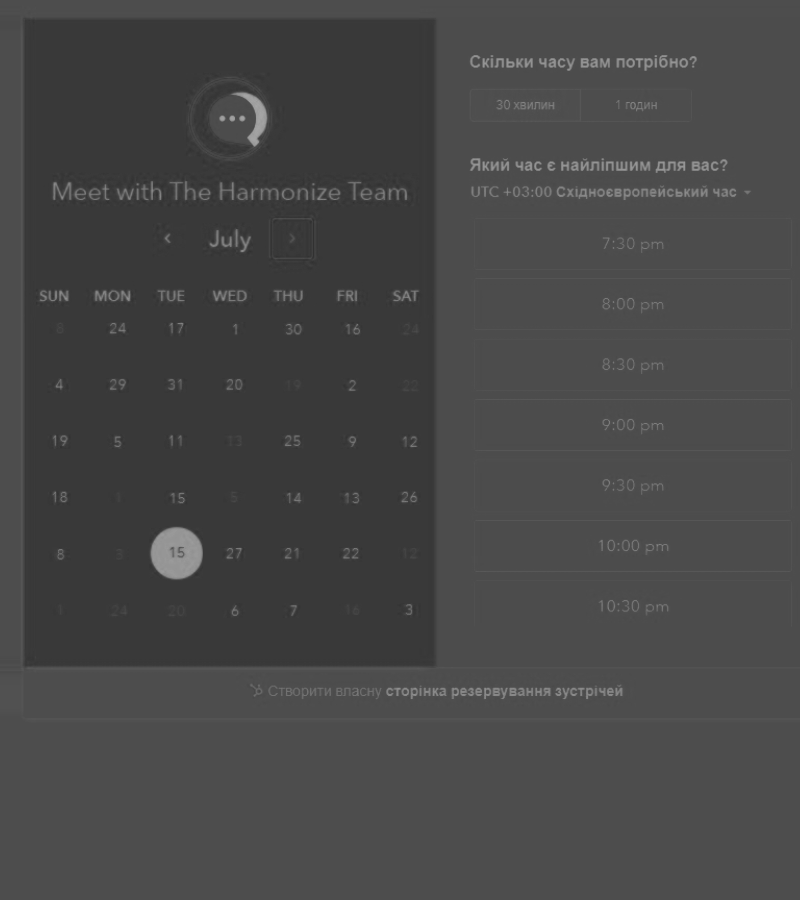 Meet with The Harmonize Team
July
SUN MON TUE WED THU FRI SAT
8 24 17 1 30 16 24
4 29 31 20 19 2 22
19 5 11 13 25 9 12
18 1 15 5 14 13 26
8 3 15 27 21 22 12
1 24 20 6 7 16 3
Скільки часу вам потрібно?
30 хвилин 1 годин
Який час є найліпшим для вас?
UTC +03:00 Східноєвропейський час
7:30 pm
8:00 pm
8:30 pm
9:00 pm
9:30 pm
10:00 pm
10:30 pm
Створити власну сторінка резервування зустрічей